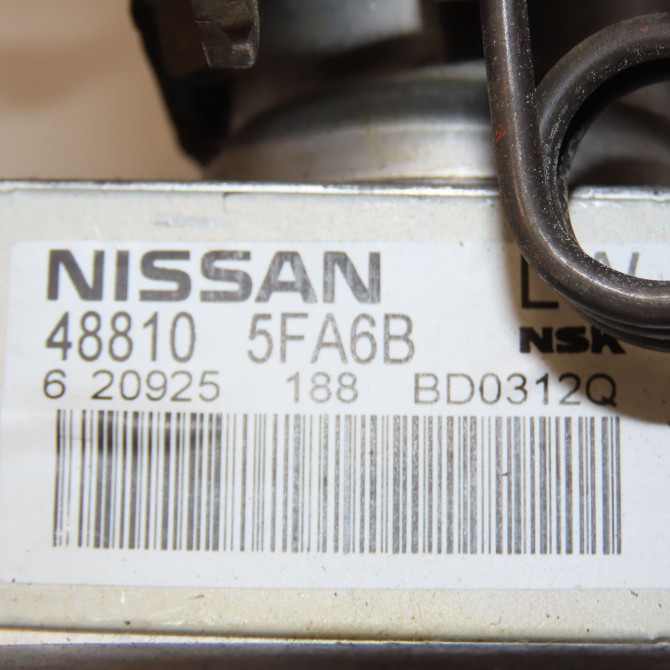 NISSAN
48810 5FA6B
NSK
6 20925 188 BD0312Q